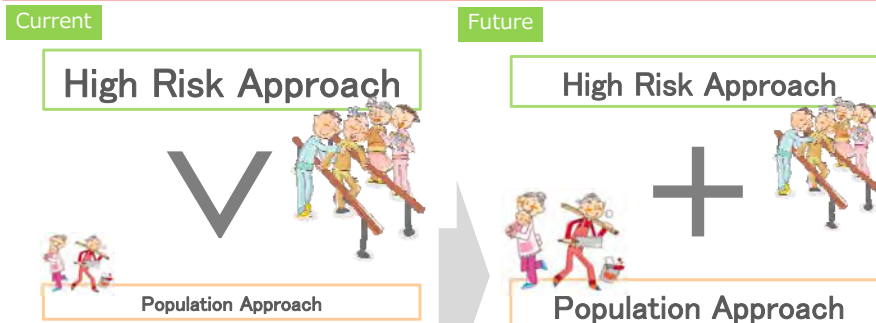 Current
High Risk Approach
Population Approach
Future
High Risk Approach
+
Population Approach